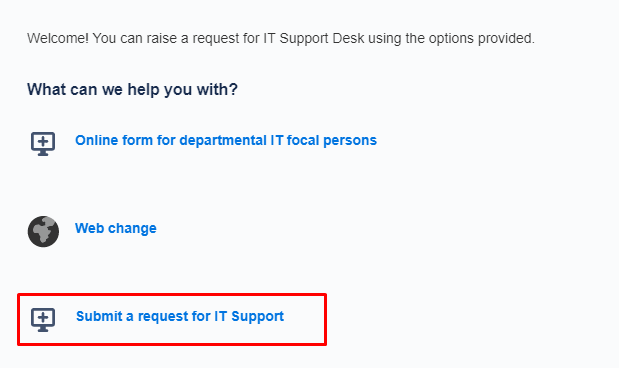 Welcome! You can raise a request for IT Support Desk using the options provided.
What can we help you with?
Online form for departmental IT focal persons
Web change
Submit a request for IT Support